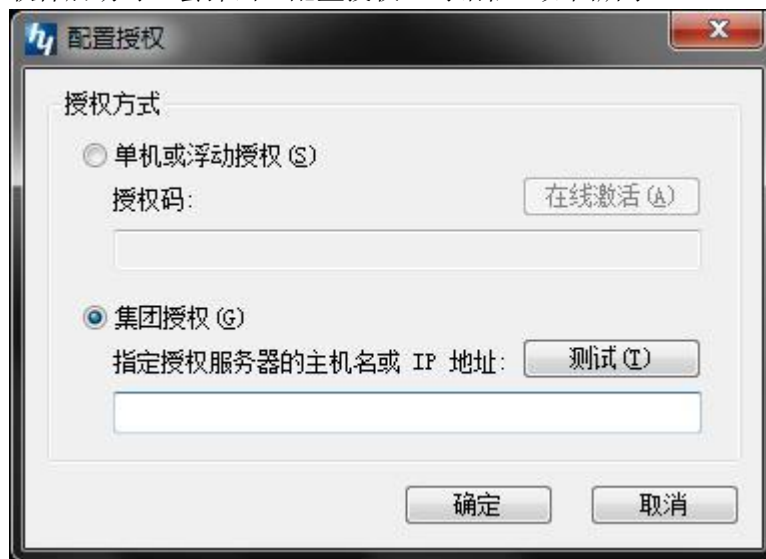 hy 配置授权
授权方式
单机或浮动授权(S)
授权码:
在线激活(A)
集团授权(G)
指定授权服务器的主机名或 IP 地址:
测试(T)
确定
取消